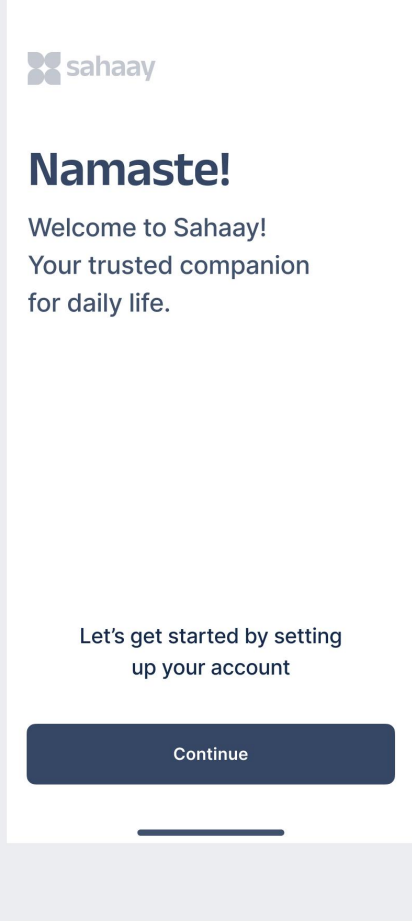 sahaay
Namaste!
Welcome to Sahaay!
Your trusted companion
for daily life.
Let’s get started by setting
up your account
Continue